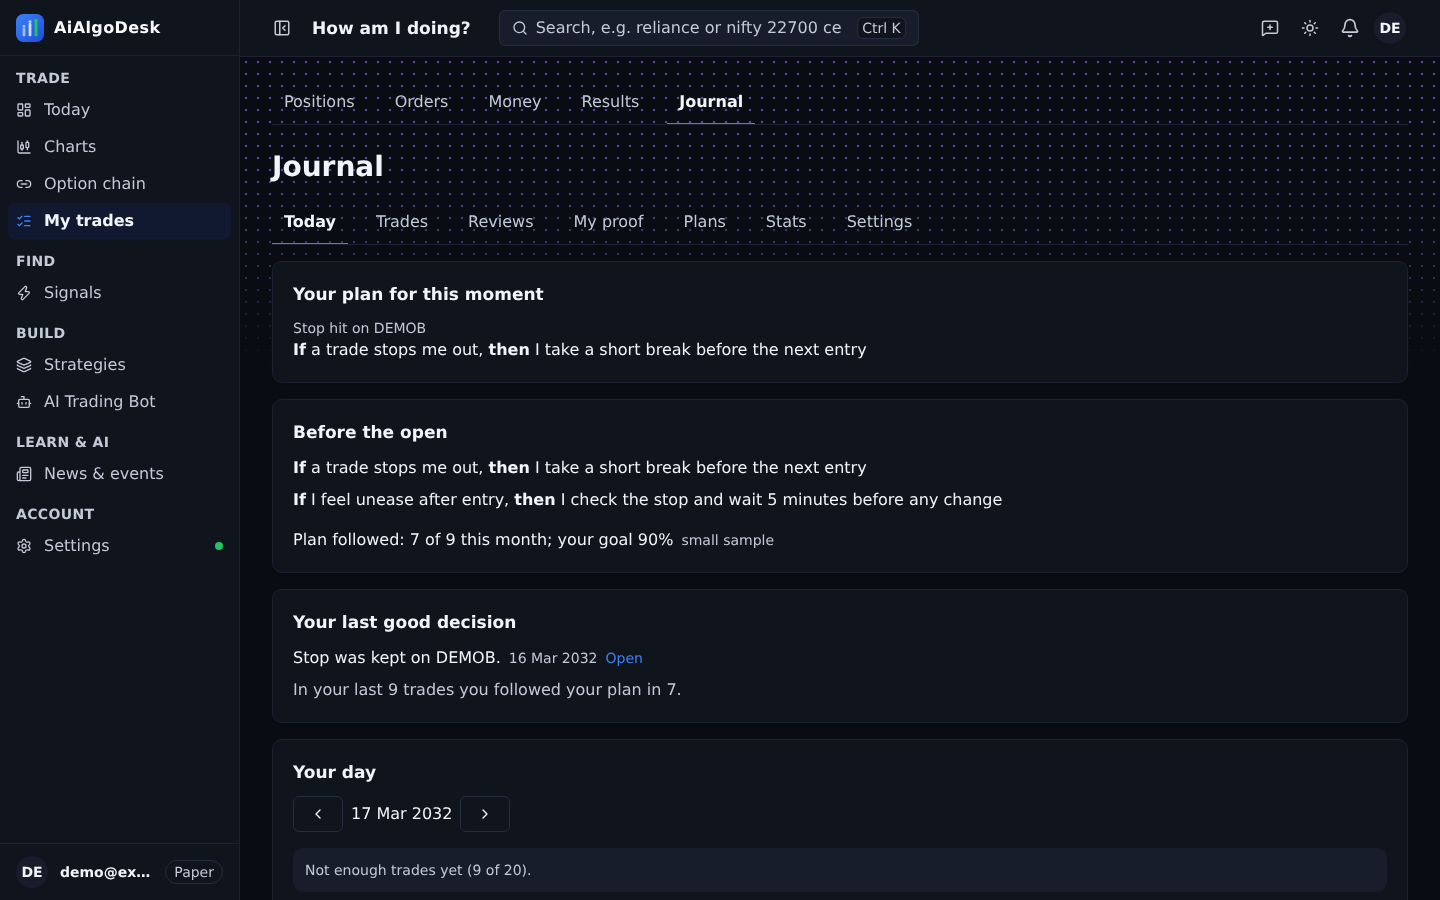 AiAlgoDesk
How am I doing?
Search, e.g. reliance or nifty 22700 ce
Ctrl K
DE
TRADE
Today
Charts
Option chain
My trades
FIND
Signals
BUILD
Strategies
AI Trading Bot
LEARN & AI
News & events
ACCOUNT
Settings
DE
demo@ex...
Paper
Positions
Orders
Money
Results
Journal
Journal
Today
Trades
Reviews
My proof
Plans
Stats
Settings
Your plan for this moment
Stop hit on DEMOB
If a trade stops me out, then I take a short break before the next entry
Before the open
If a trade stops me out, then I take a short break before the next entry
If I feel unease after entry, then I check the stop and wait 5 minutes before any change
Plan followed: 7 of 9 this month; your goal 90% small sample
Your last good decision
Stop was kept on DEMOB. 16 Mar 2032 Open
In your last 9 trades you followed your plan in 7.
Your day
17 Mar 2032
Not enough trades yet (9 of 20).